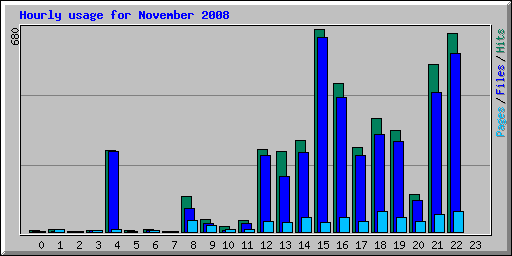 Hourly usage for November 2008
680
Pages / Files / Hits
0 1 2 3 4 5 6 7 8 9 10 11 12 13 14 15 16 17 18 19 20 21 22 23